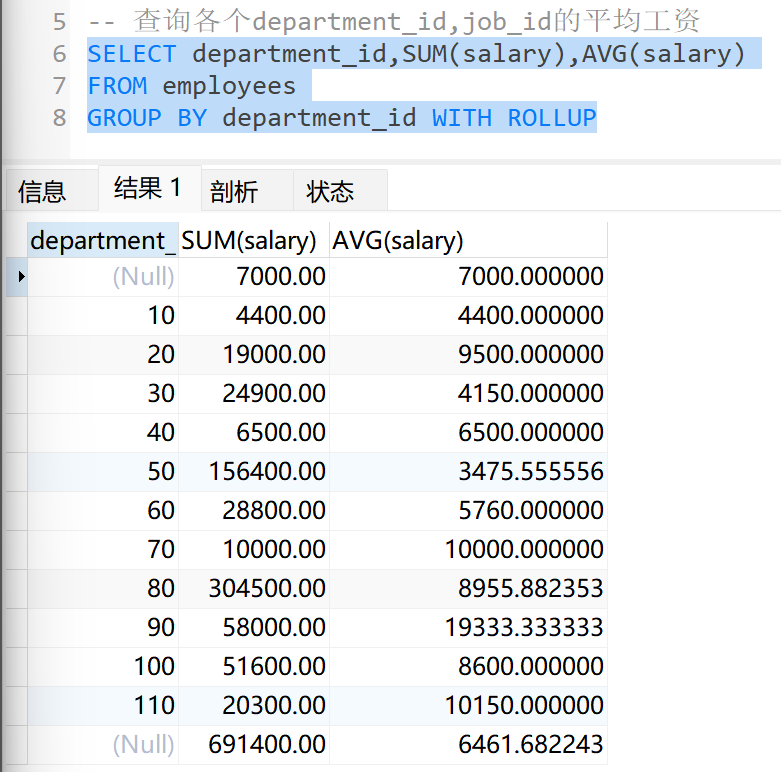 5 -- 查询各个department_id,job_id的平均工资
6 SELECT department_id,SUM(salary),AVG(salary)
7 FROM employees
8 GROUP BY department_id WITH ROLLUP
信息 结果 1 剖析 状态
department_ SUM(salary) AVG(salary)
(Null) 7000.00 7000.000000
10 4400.00 4400.000000
20 19000.00 9500.000000
30 24900.00 4150.000000
40 6500.00 6500.000000
50 156400.00 3475.555556
60 28800.00 5760.000000
70 10000.00 10000.000000
80 304500.00 8955.882353
90 58000.00 19333.333333
100 51600.00 8600.000000
110 20300.00 10150.000000
(Null) 691400.00 6461.682243